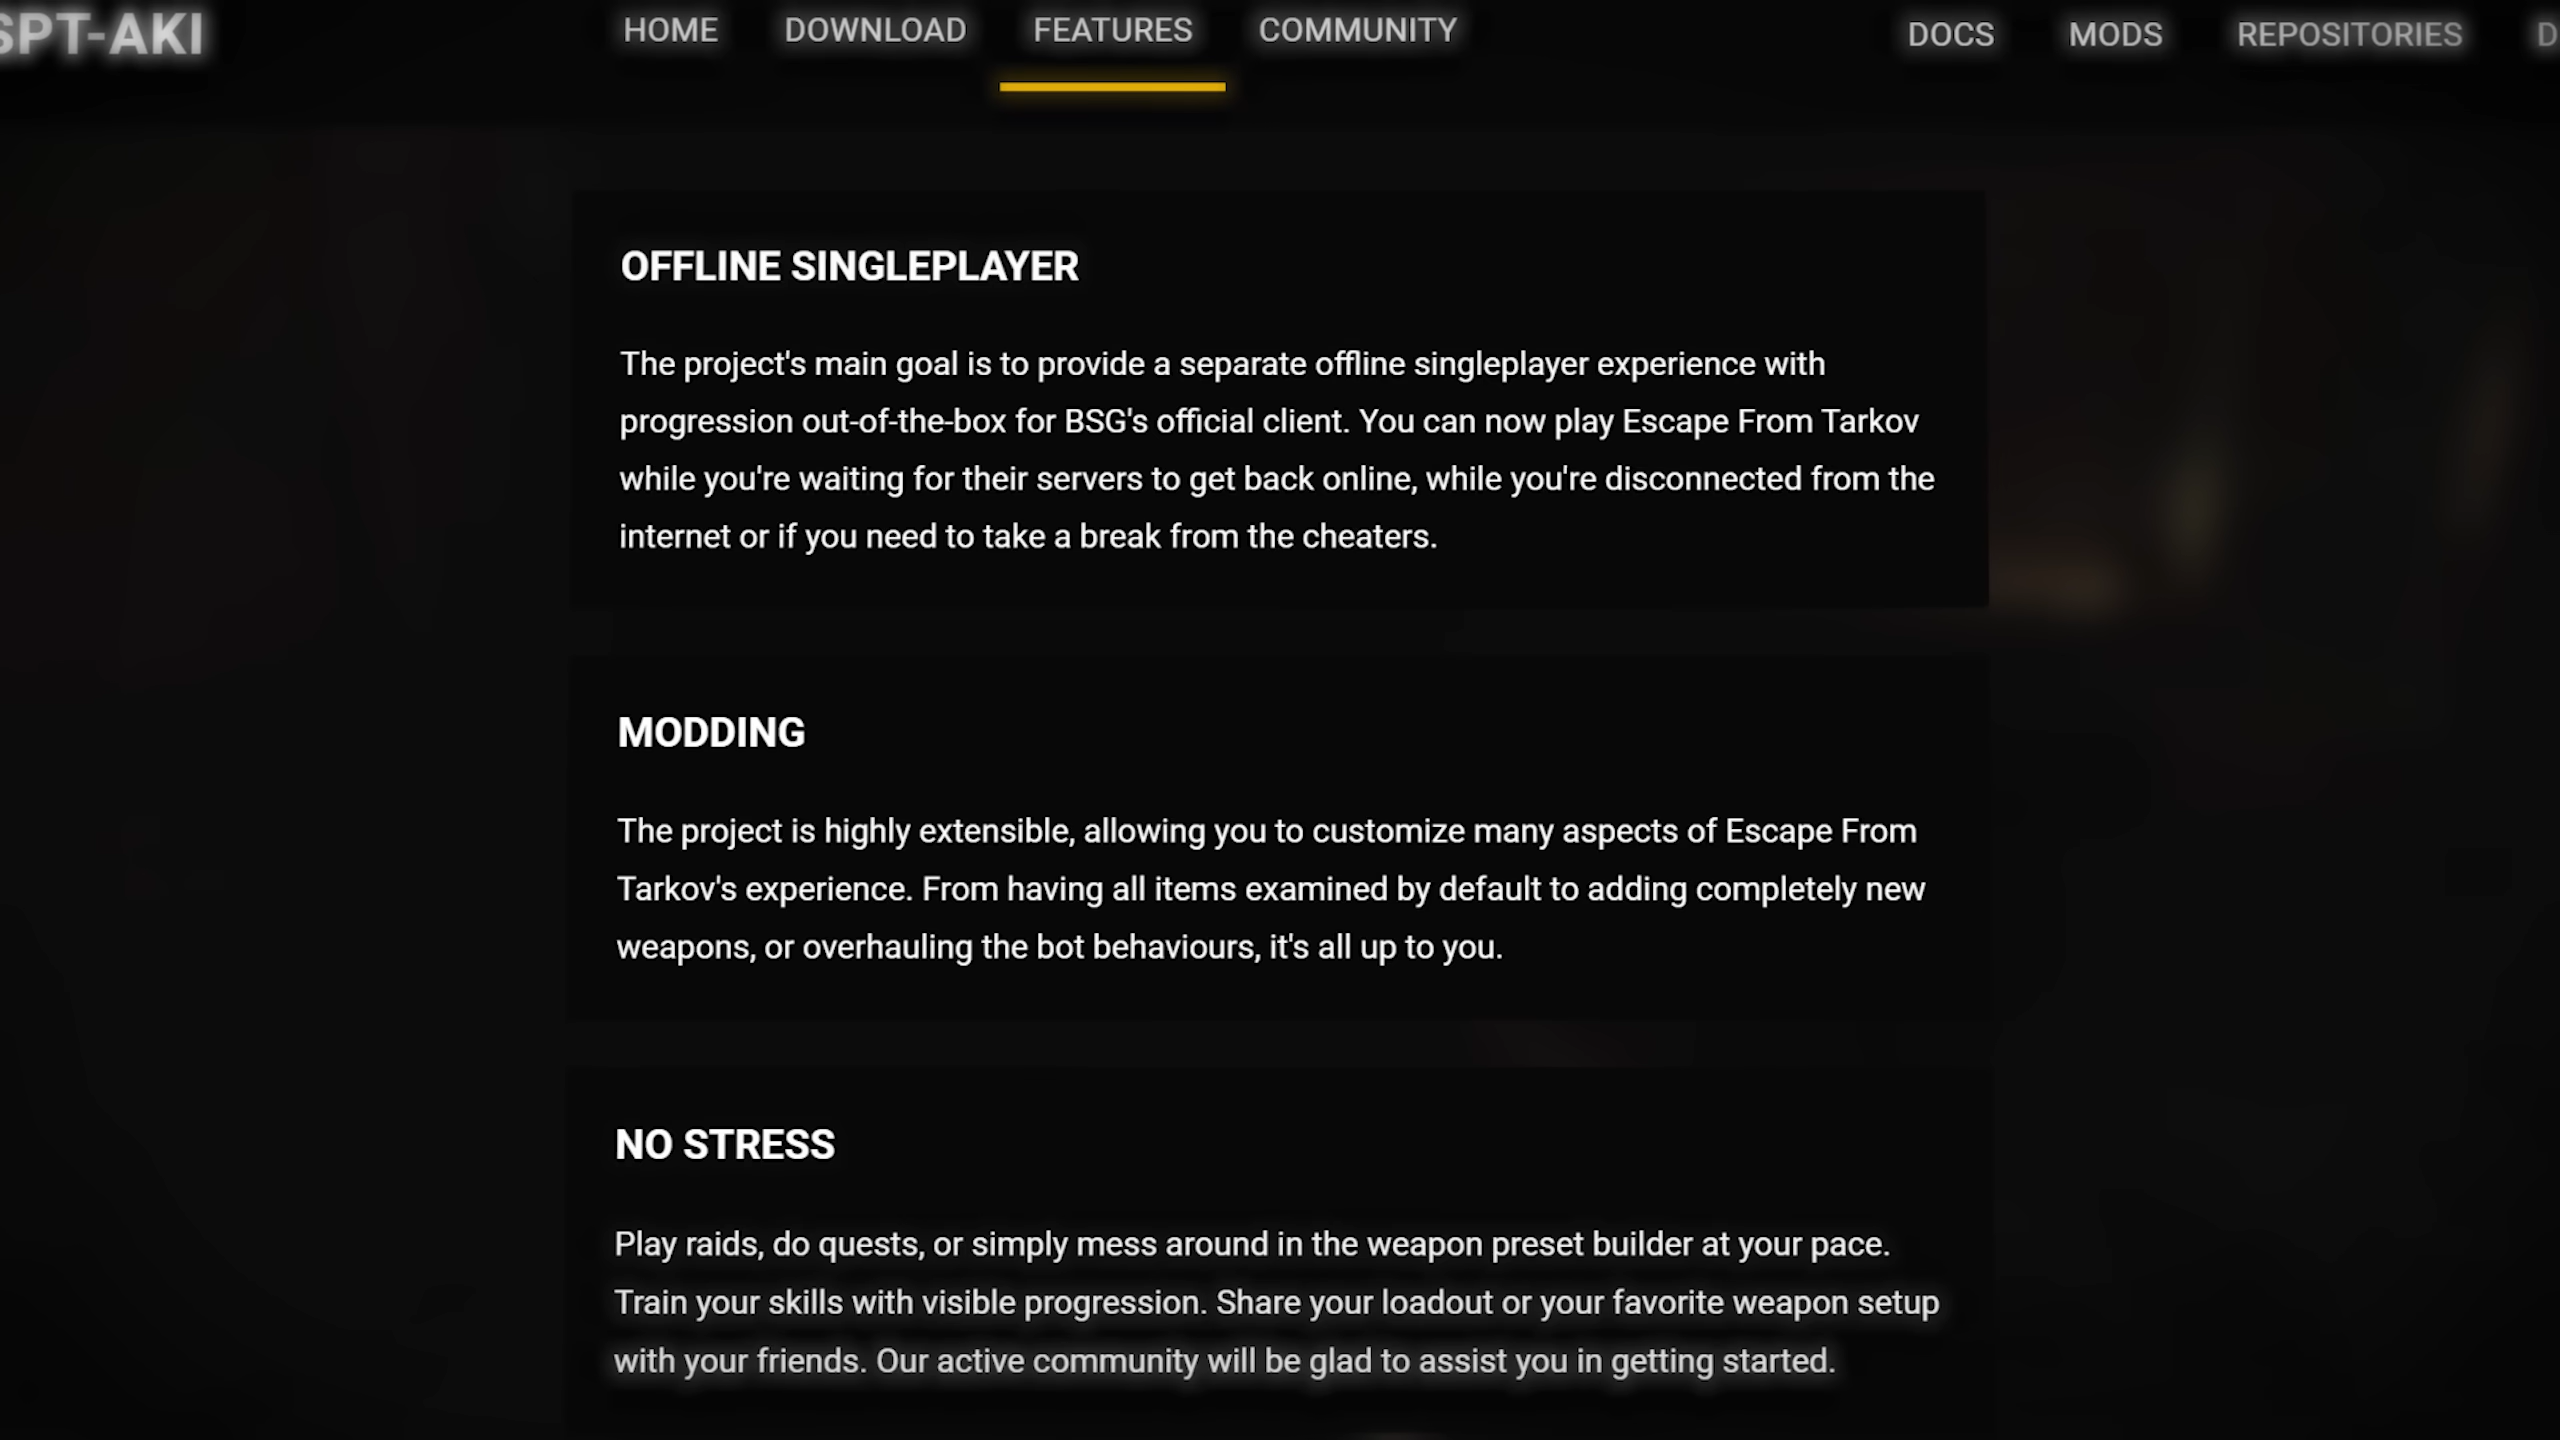 SPT-AKI
HOME DOWNLOAD FEATURES COMMUNITY DOCS MODS REPOSITORIES
OFFLINE SINGLEPLAYER
The project's main goal is to provide a separate offline singleplayer experience with
progression out-of-the-box for BSG's official client. You can now play Escape From Tarkov
while you're waiting for their servers to get back online, while you're disconnected from the
internet or if you need to take a break from the cheaters.
MODDING
The project is highly extensible, allowing you to customize many aspects of Escape From
Tarkov's experience. From having all items examined by default to adding completely new
weapons, or overhauling the bot behaviours, it's all up to you.
NO STRESS
Play raids, do quests, or simply mess around in the weapon preset builder at your pace.
Train your skills with visible progression. Share your loadout or your favorite weapon setup
with your friends. Our active community will be glad to assist you in getting started.